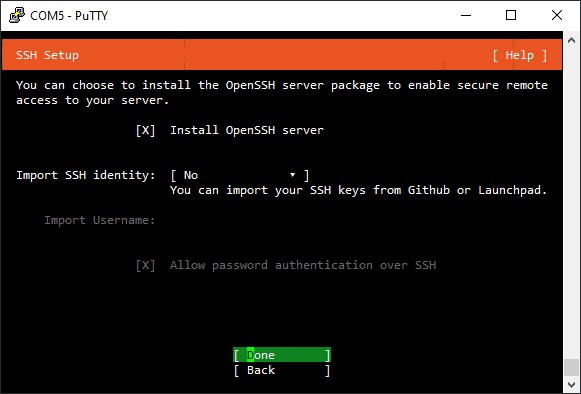 COM5 - PuTTY
SSH Setup [ Help ]
You can choose to install the OpenSSH server package to enable secure remote
access to your server.
[X] Install OpenSSH server
Import SSH identity: [ No ▾ ]
You can import your SSH keys from Github or Launchpad.
Import Username:
[X] Allow password authentication over SSH
[ Done ]
[ Back ]